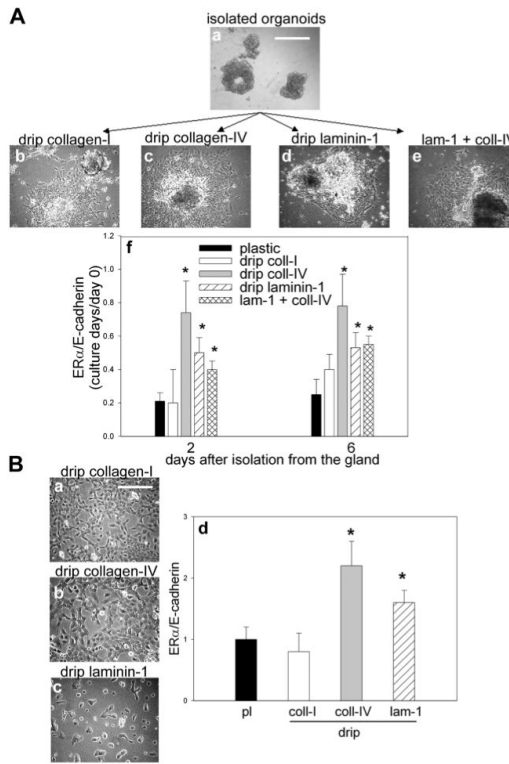 A
isolated organoids
a
drip collagen-I
drip collagen-IV
drip laminin-1
lam-1 + coll-IV
b
c
d
e
f
plastic
drip coll-I
drip coll-IV
drip laminin-1
lam-1 + coll-IV
ERα/E-cadherin
(culture days/day 0)
1.2
1.0
0.8
0.6
0.4
0.2
0.0
*
*
*
*
*
*
2
6
days after isolation from the gland
B
drip collagen-I
a
drip collagen-IV
b
drip laminin-1
c
d
ERα/E-cadherin
3
2
1
0
*
*
pl
coll-I
coll-IV
lam-1
drip